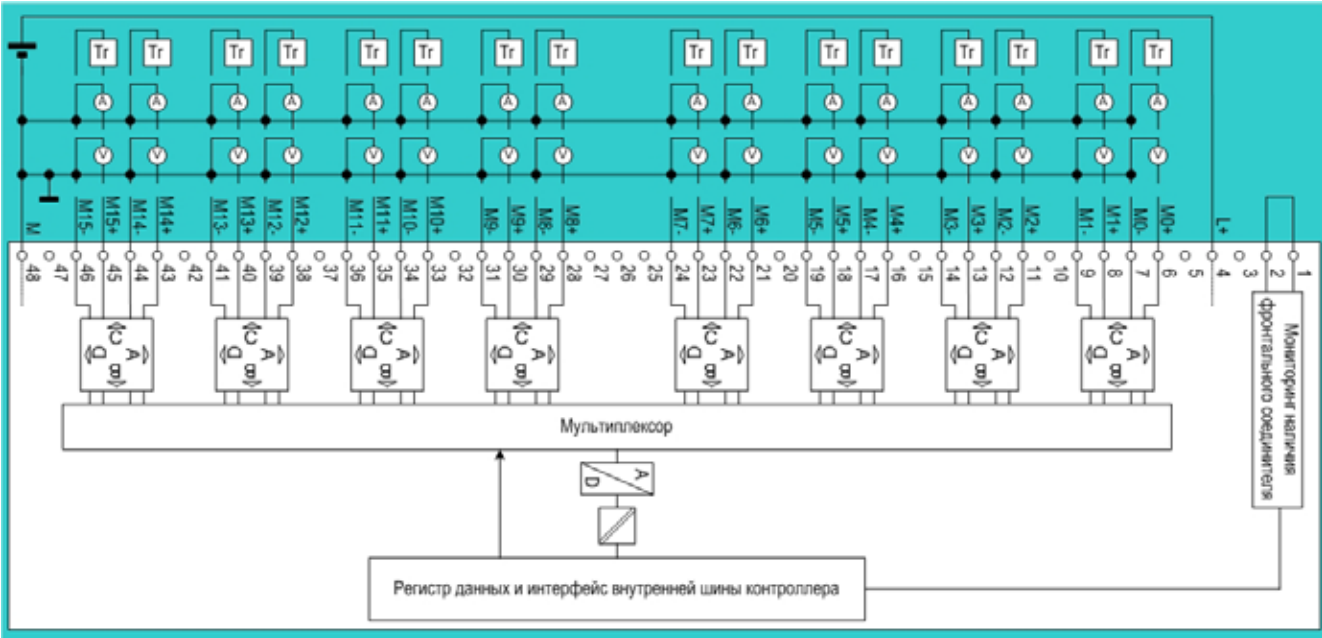 Tr Tr Tr Tr Tr Tr Tr Tr Tr Tr Tr Tr Tr Tr Tr Tr
A A A A A A A A A A A A A A A A
V V V V V V V V V V V V V V V V
M M15- M15+ M14- M14+ M13- M13+ M12- M12+ M11- M11+ M10- M10+ M9- M9+ M8- M8+ M7- M7+ M6- M6+ M5- M5+ M4- M4+ M3- M3+ M2- M2+ M1- M1+ M0- M0+ L+
48 47 46 45 44 43 42 41 40 39 38 37 36 35 34 33 32 31 30 29 28 27 26 25 24 23 22 21 20 19 18 17 16 15 14 13 12 11 10 9 8 7 6 5 4 3 2 1
C A D B C A D B C A D B C A D B C A D B C A D B C A D B C A D B
Мониторинг наличия
фронтального соединителя
Мультиплексор
A
D
Регистр данных и интерфейс внутренней шины контроллера